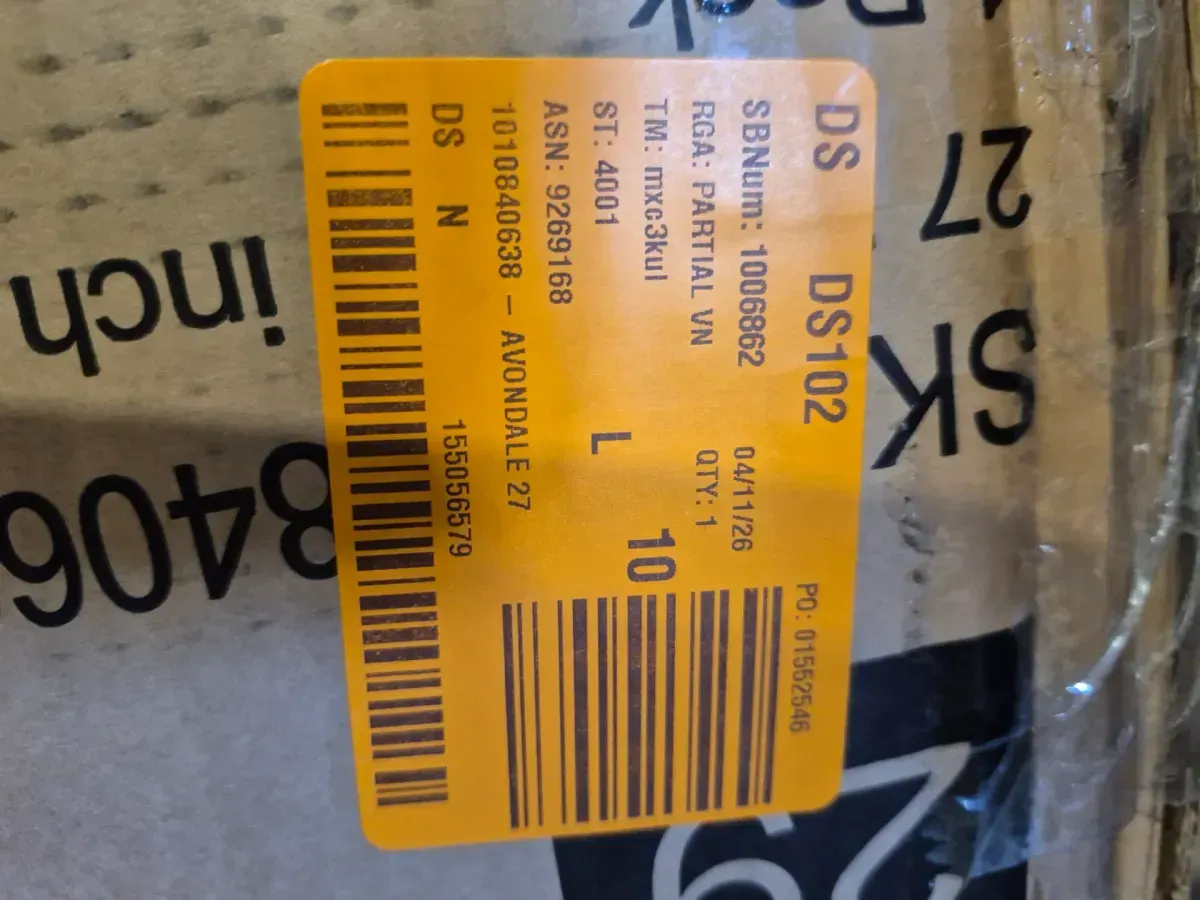 DS DS102
PO: 01552546
SBNum: 1006862 04/11/26
RGA: PARTIAL VN QTY: 1
TM: mxc3kul 10
ST: 4001 L
ASN: 9269168
1010840638 - AVONDALE 27
DS N 15506579
27
SK
inch
8406